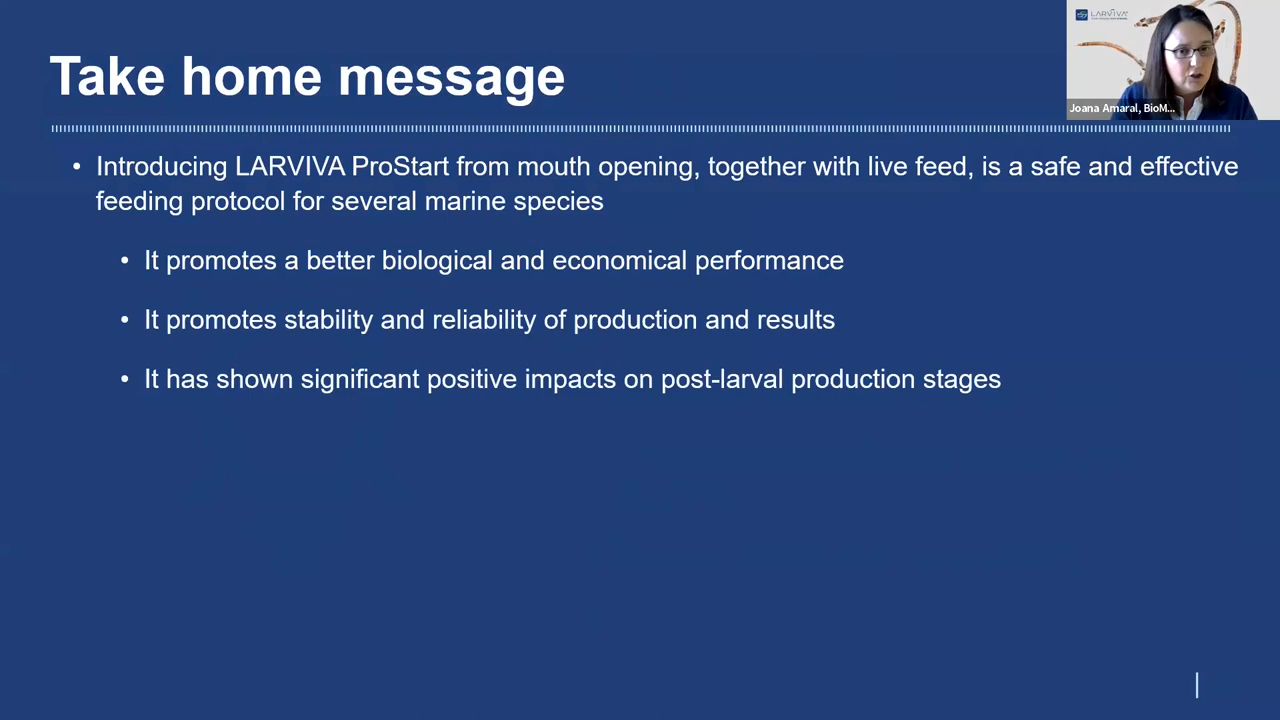 Take home message
LARVIVA
Joana Amaral, BioM...
• Introducing LARVIVA ProStart from mouth opening, together with live feed, is a safe and effective
feeding protocol for several marine species
• It promotes a better biological and economical performance
• It promotes stability and reliability of production and results
• It has shown significant positive impacts on post-larval production stages